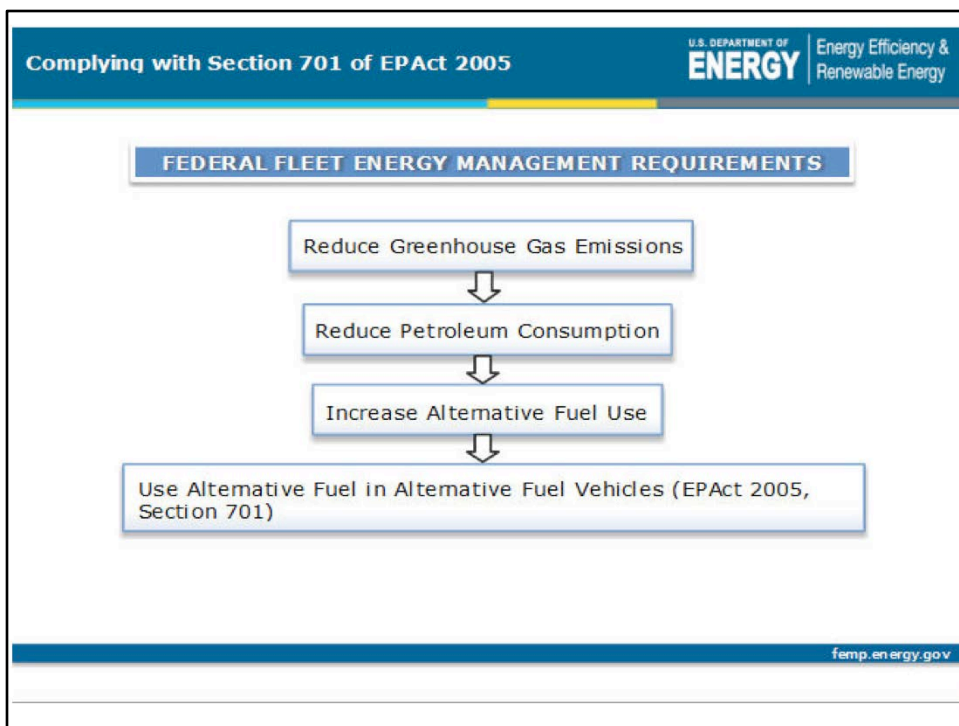 Complying with Section 701 of EPAct 2005
U.S. DEPARTMENT OF
ENERGY
Energy Efficiency &
Renewable Energy
FEDERAL FLEET ENERGY MANAGEMENT REQUIREMENTS
Reduce Greenhouse Gas Emissions
Reduce Petroleum Consumption
Increase Alternative Fuel Use
Use Alternative Fuel in Alternative Fuel Vehicles (EPAct 2005,
Section 701)
femp.energy.gov